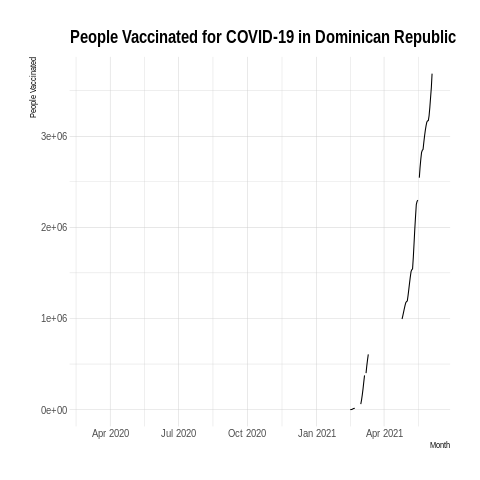 People Vaccinated for COVID-19 in Dominican Republic
People Vaccinated
3e+06
2e+06
1e+06
0e+00
Apr 2020 Jul 2020 Oct 2020 Jan 2021 Apr 2021
Month